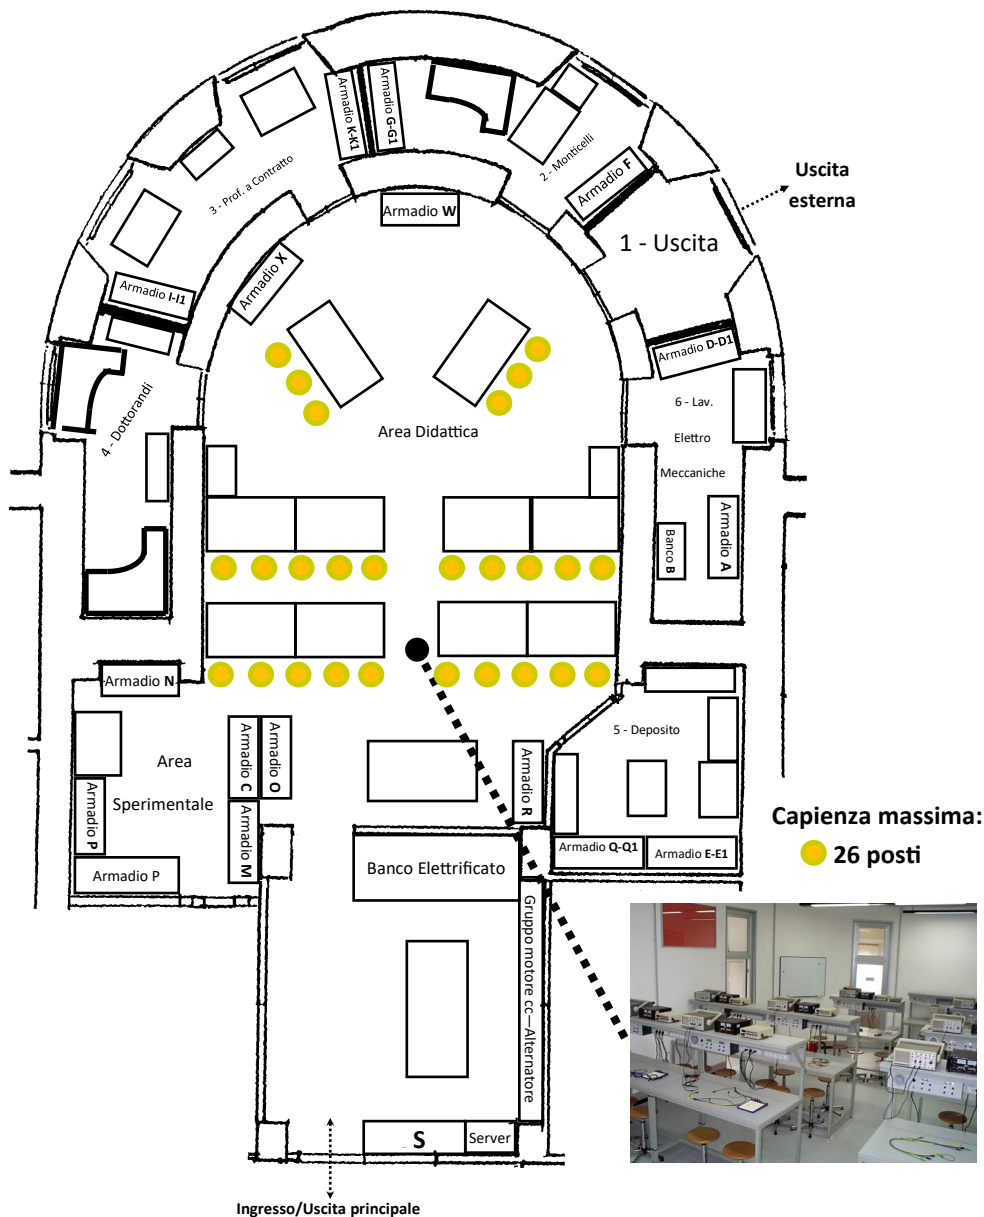 Armadio K-K1
Armadio G-G1
2 - Monticelli
Armadio F
3 - Prof. a Contratto
Armadio W
Uscita
esterna
1 - Uscita
Armadio X
Armadio I-I1
Armadio D-D1
4 - Dottorandi
Area Didattica
6 - Lav.
Elettro
Meccaniche
Banco B
Armadio A
Armadio N
5 - Deposito
Area
Sperimentale
Armadio C
Armadio O
Armadio R
Armadio P
Armadio M
Armadio P
Banco Elettrificato
Armadio Q-Q1
Armadio E-E1
Capienza massima:
26 posti
Gruppo motore cc—Alternatore
S
Server
Ingresso/Uscita principale